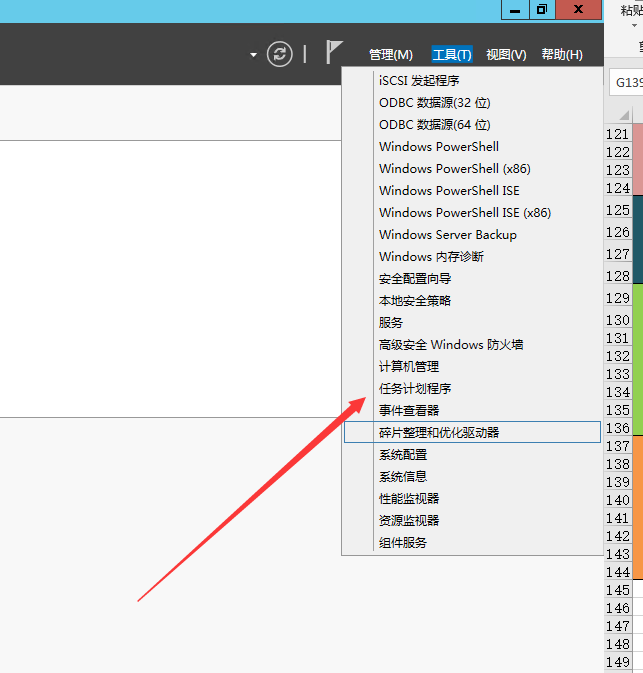 粘贴
管理(M) 工具(T) 视图(V) 帮助(H)
iSCSI 发起程序
ODBC 数据源(32 位)
ODBC 数据源(64 位)
Windows PowerShell
Windows PowerShell (x86)
Windows PowerShell ISE
Windows PowerShell ISE (x86)
Windows Server Backup
Windows 内存诊断
安全配置向导
本地安全策略
服务
高级安全 Windows 防火墙
计算机管理
任务计划程序
事件查看器
碎片整理和优化驱动器
系统配置
系统信息
性能监视器
资源监视器
组件服务
G139
121
122
123
124
125
126
127
128
129
130
131
132
133
134
135
136
137
138
139
140
141
142
143
144
145
146
147
148
149